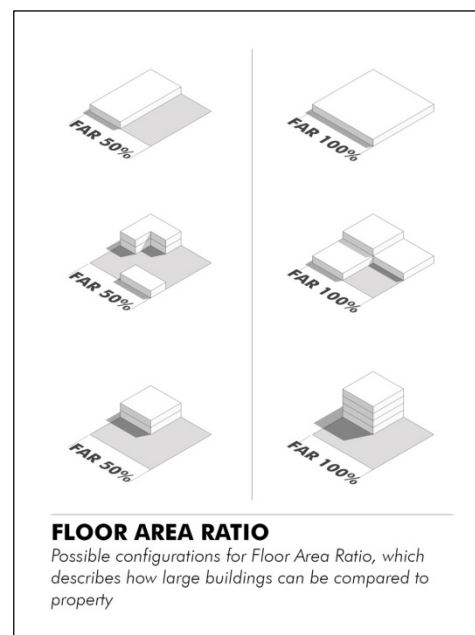 FAR 50%
FAR 100%
FAR 50%
FAR 100%
FAR 50%
FAR 100%
FLOOR AREA RATIO
Possible configurations for Floor Area Ratio, which
describes how large buildings can be compared to
property